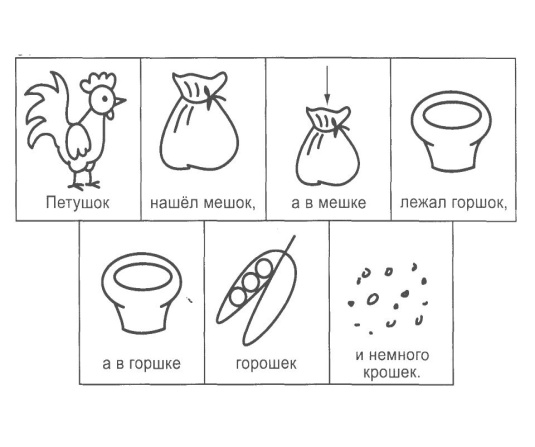 Петушок
нашёл мешок,
а в мешке
лежал горшок,
а в горшке
горошек
и немного
крошек.